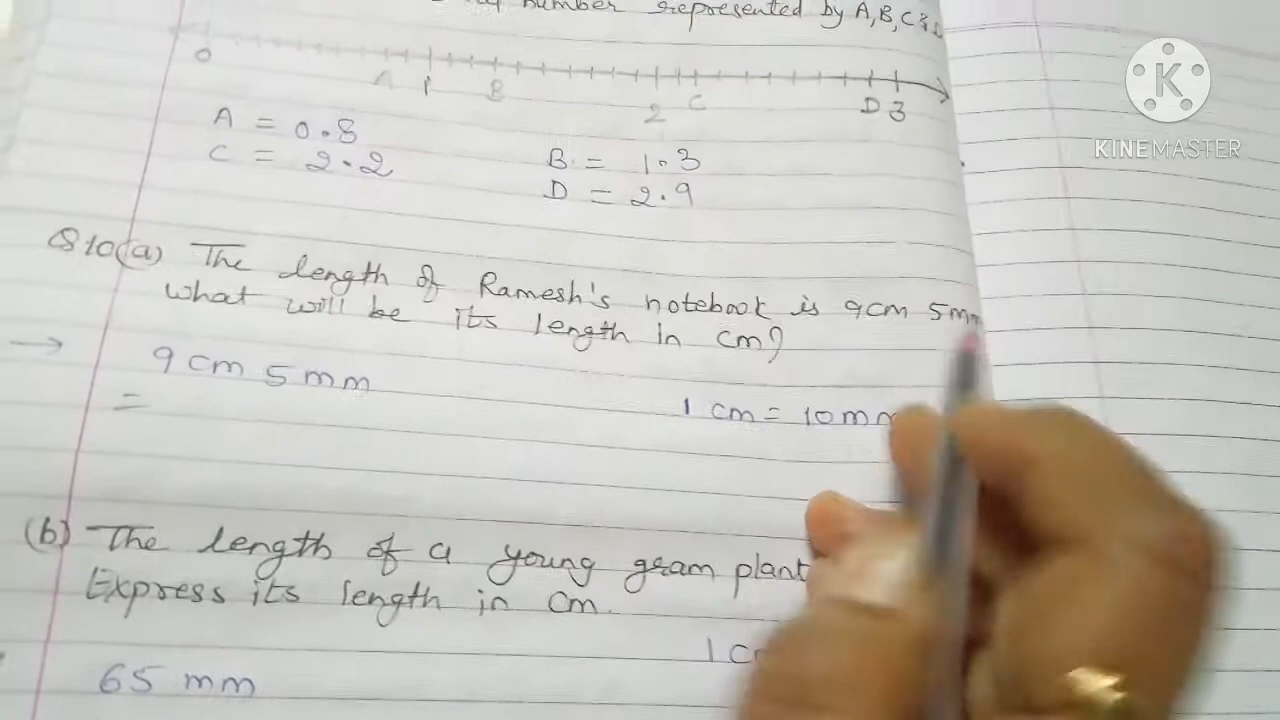 number represented by A, B, C &
0 A 1 B 2 C D 3
A = 0.8 B = 1.3
C = 2.2 D = 2.9
Q10(a) The length of Ramesh's notebook is 9cm 5mm
what will be its length in cm?
→ 9 cm 5 mm
= 1 cm = 10 mm
(b) The length of a young gram plant
Express its length in cm.
1 c
65 mm
K
KINEMASTER